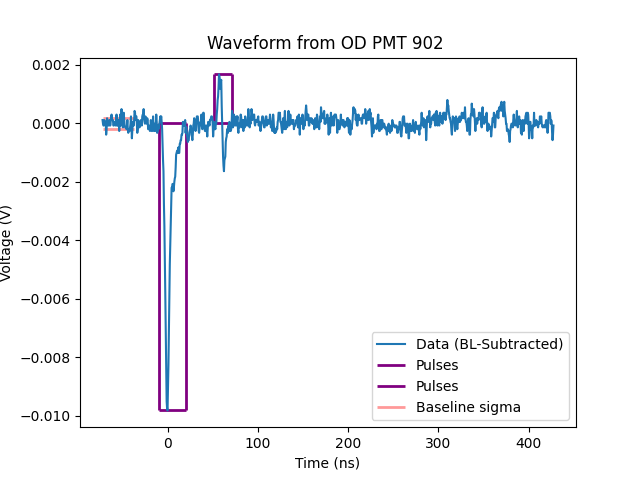 Waveform from OD PMT 902
0.002
0.000
−0.002
−0.004
−0.006
−0.008
−0.010
Voltage (V)
0
100
200
300
400
Time (ns)
Data (BL-Subtracted)
Pulses
Pulses
Baseline sigma